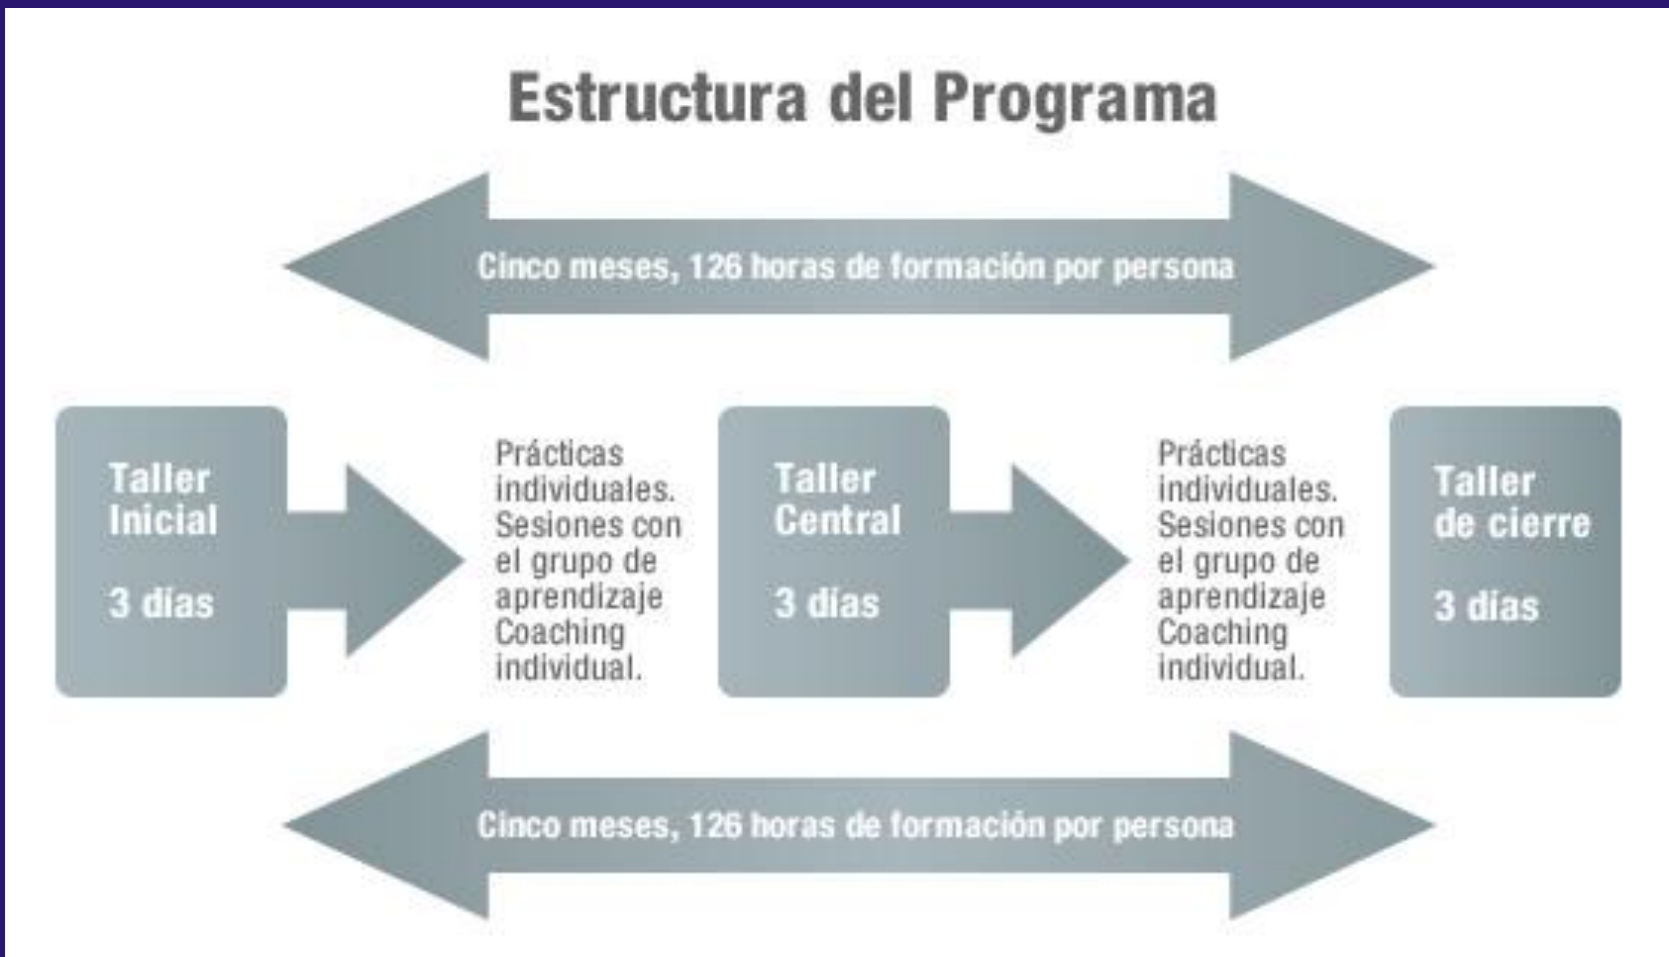 Estructura del Programa
Cinco meses, 126 horas de formación por persona
Taller
Inicial
3 días
Prácticas
individuales.
Sesiones con
el grupo de
aprendizaje
Coaching
individual.
Taller
Central
3 días
Prácticas
individuales.
Sesiones con
el grupo de
aprendizaje
Coaching
individual.
Taller
de cierre
3 días
Cinco meses, 126 horas de formación por persona